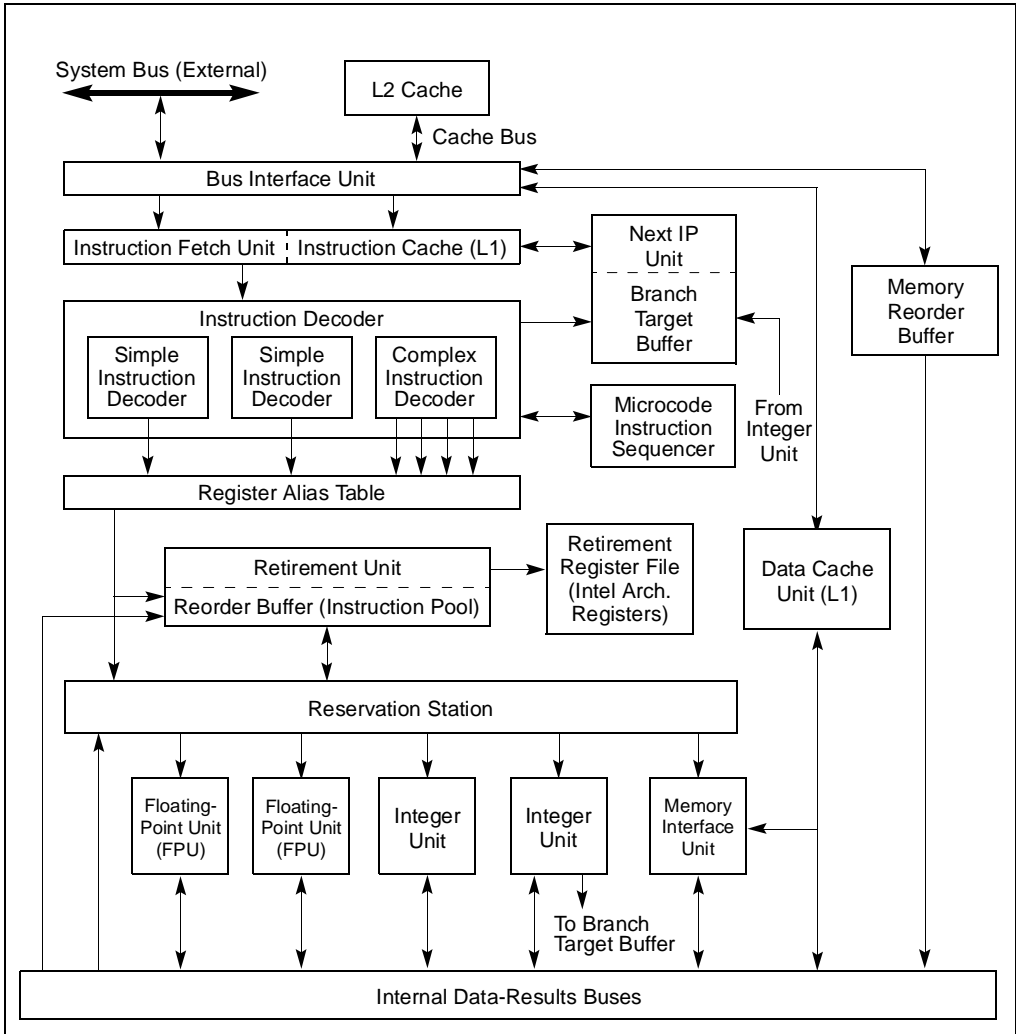 System Bus (External)
L2 Cache
Cache Bus
Bus Interface Unit
Instruction Fetch Unit
Instruction Cache (L1)
Next IP
Unit
Branch
Target
Buffer
Memory
Reorder
Buffer
Instruction Decoder
Simple
Instruction
Decoder
Simple
Instruction
Decoder
Complex
Instruction
Decoder
Microcode
Instruction
Sequencer
From
Integer
Unit
Register Alias Table
Retirement Unit
Reorder Buffer (Instruction Pool)
Retirement
Register File
(Intel Arch.
Registers)
Data Cache
Unit (L1)
Reservation Station
Floating-
Point Unit
(FPU)
Floating-
Point Unit
(FPU)
Integer
Unit
Integer
Unit
Memory
Interface
Unit
To Branch
Target Buffer
Internal Data-Results Buses